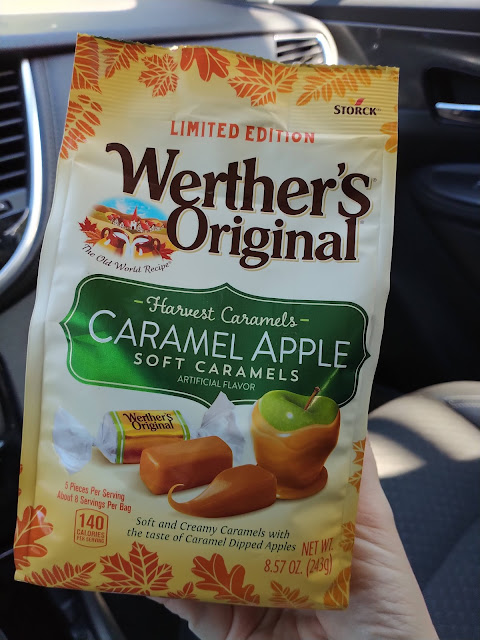 STORCK
LIMITED EDITION
Werther's
Original
The Old World Recipe
Harvest Caramels
CARAMEL APPLE
SOFT CARAMELS
ARTIFICIAL FLAVOR
Werther's
Original
5 Pieces Per Serving
About 8 Servings Per Bag
140
CALORIES
PER SERVING
Soft and Creamy Caramels with
the taste of Caramel Dipped Apples
NET WT.
8.57 OZ. (243g)